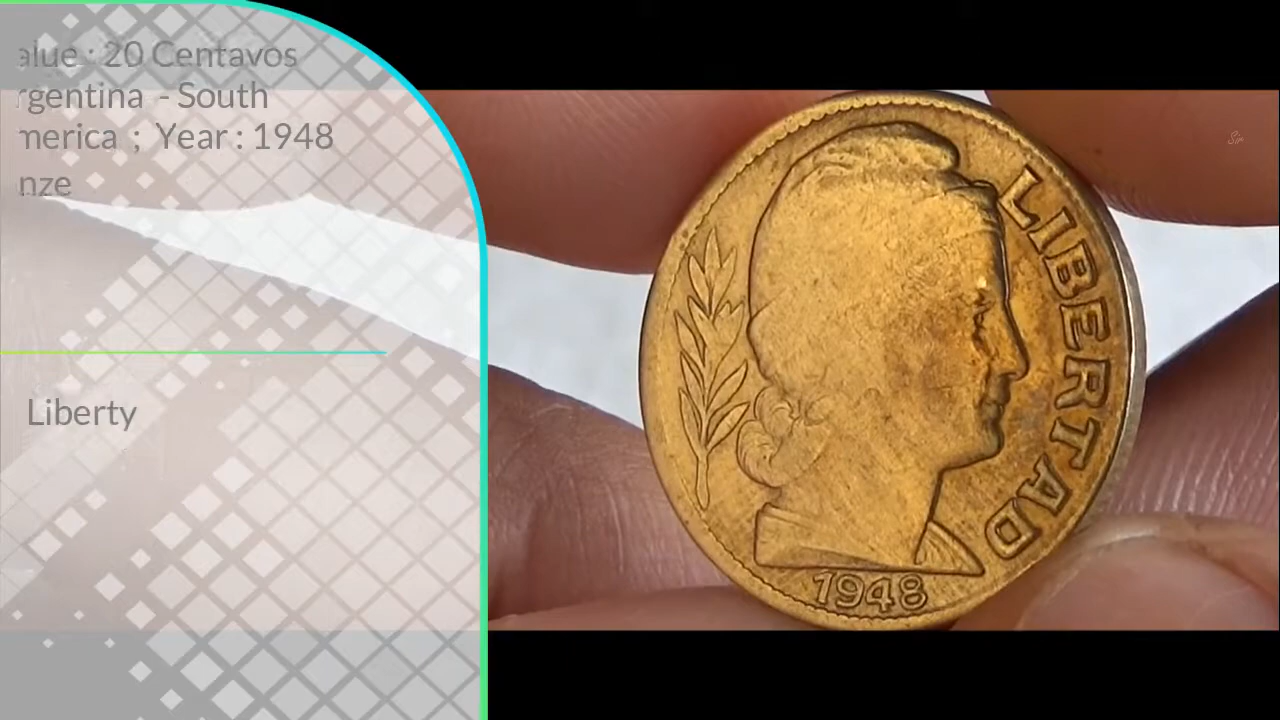 alue : 20 Centavos
rgentina - South
merica ; Year : 1948
nze
Liberty
LIBERTAD
1948